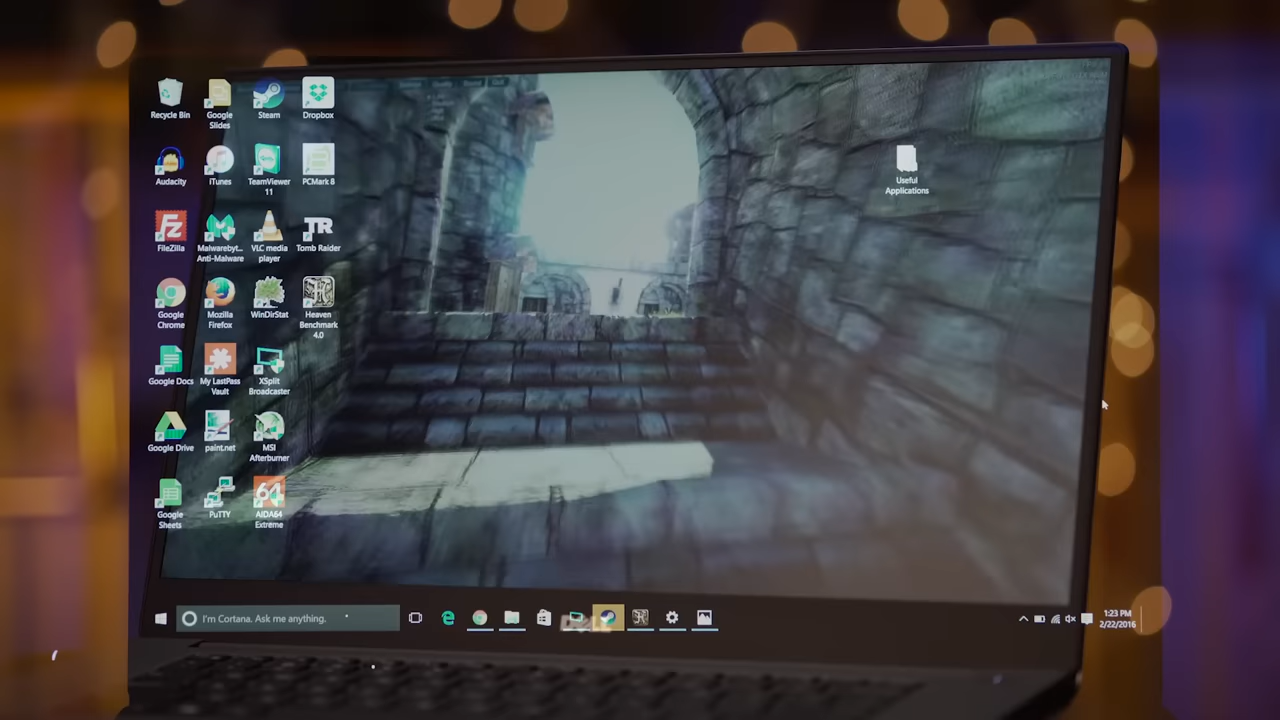 Recycle Bin
Google
Slides
Steam
Dropbox
Audacity
iTunes
TeamViewer
11
PCMark 8
FileZilla
Malwarebyt...
Anti-Malware
VLC media
player
TR
Tomb Raider
Google
Chrome
Mozilla
Firefox
WinDirStat
Heaven
Benchmark
4.0
Google Docs
My LastPass
Vault
XSplit
Broadcaster
Google Drive
paint.net
MSI
Afterburner
Google
Sheets
PuTTY
64
AIDA64
Extreme
Useful
Applications
I'm Cortana. Ask me anything.
DELL
1:23 PM
2/22/2016